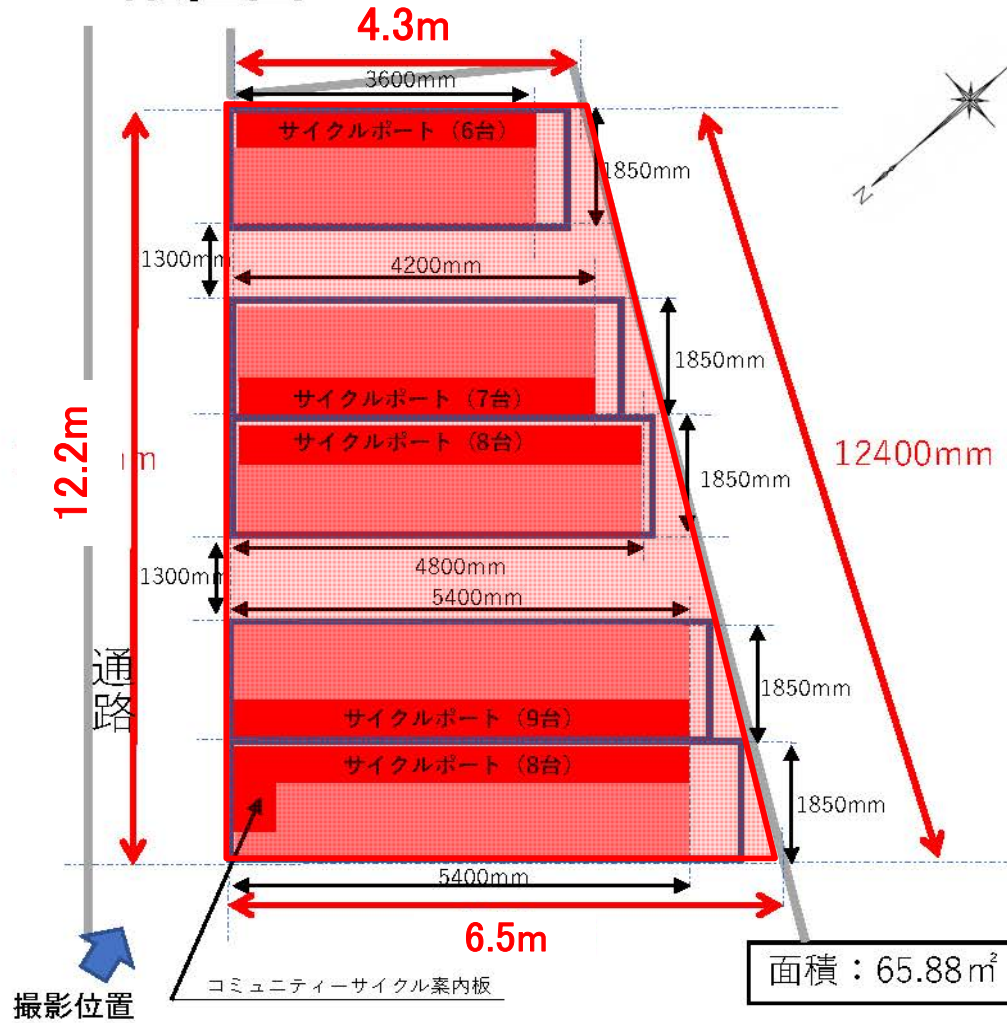 4.3m
3600mm
サイクルポート（6台）
1850mm
N
1300mm
4200mm
1850mm
サイクルポート（7台）
サイクルポート（8台）
12.2m
12400mm
1850mm
4800mm
1300mm
5400mm
通路
1850mm
サイクルポート（9台）
サイクルポート（8台）
1850mm
5400mm
6.5m
面積：65.88㎡
コミュニティーサイクル案内板
撮影位置